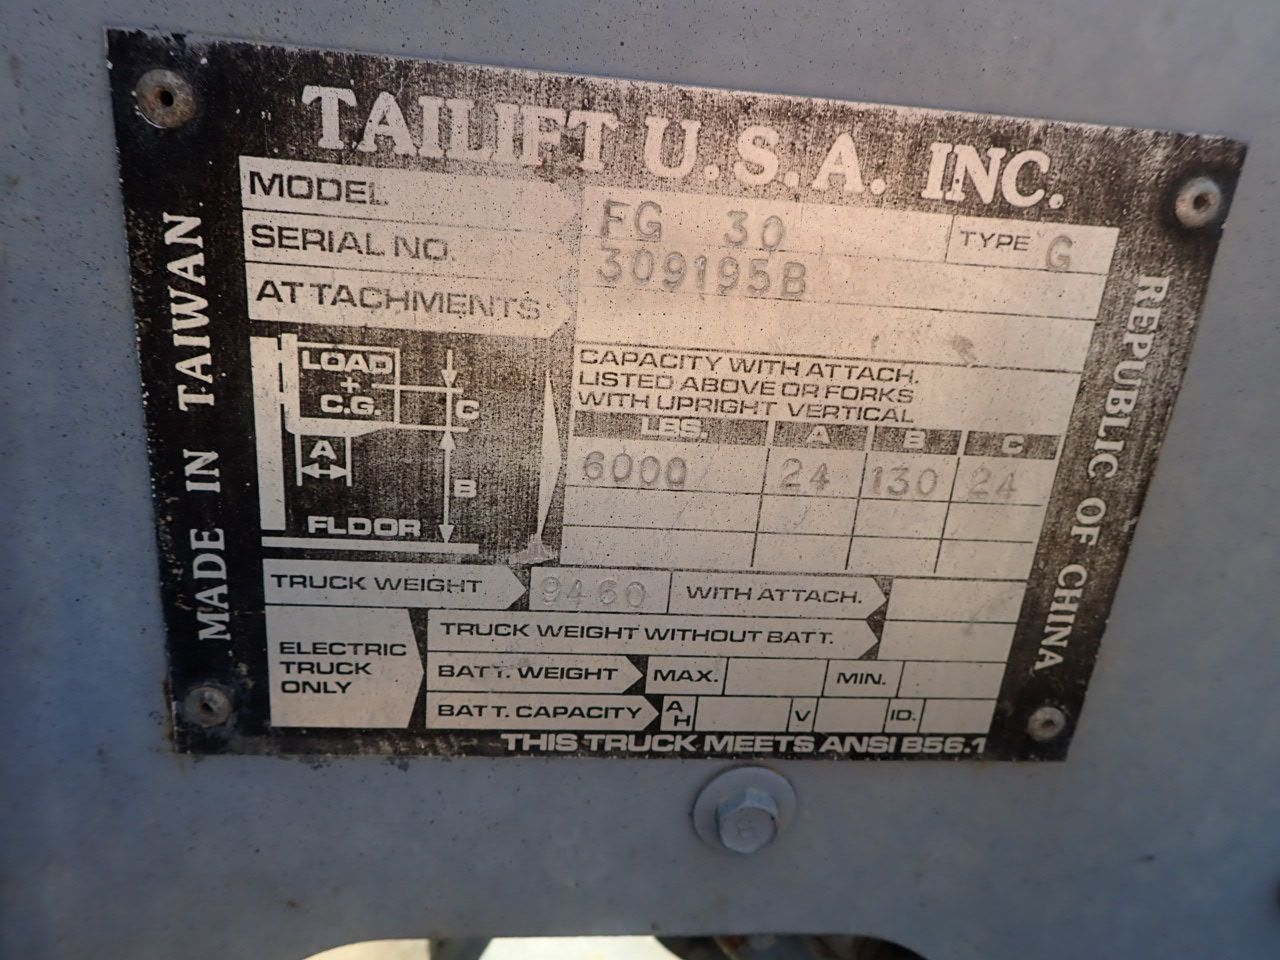 TAILIFT U.S.A. INC.
MODEL FG 30 TYPE G
SERIAL NO. 309195B
ATTACHMENTS
LOAD
+
C.G.
C
A
B
FLOOR
CAPACITY WITH ATTACH.
LISTED ABOVE OR FORKS
WITH UPRIGHT VERTICAL
LBS. A B C
6000 24 130 24
TRUCK WEIGHT 9460 WITH ATTACH.
ELECTRIC
TRUCK
ONLY
TRUCK WEIGHT WITHOUT BATT.
BATT. WEIGHT MAX. MIN.
BATT. CAPACITY AH V ID.
THIS TRUCK MEETS ANSI B56.1
MADE IN TAIWAN
REPUBLIC OF CHINA
8